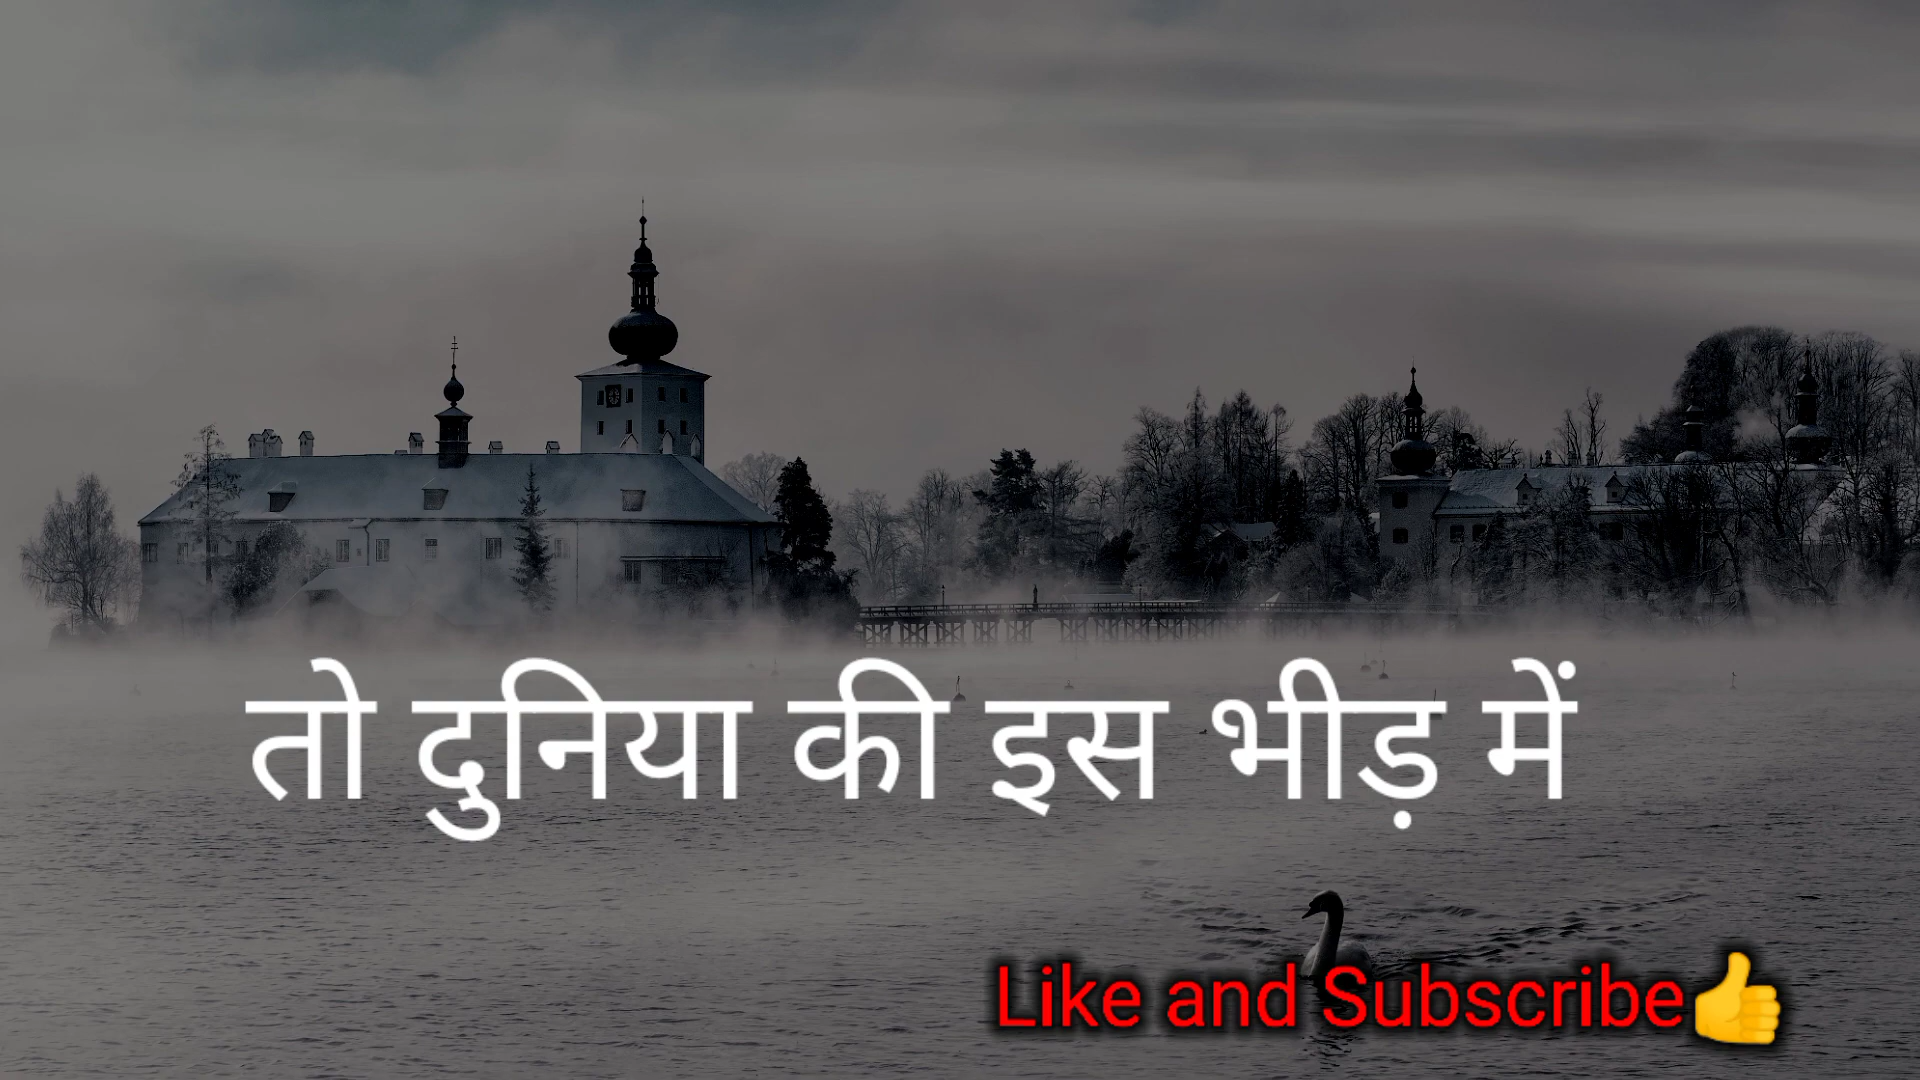 तो दुनिया की इस भीड़ में
Like and Subscribe👍